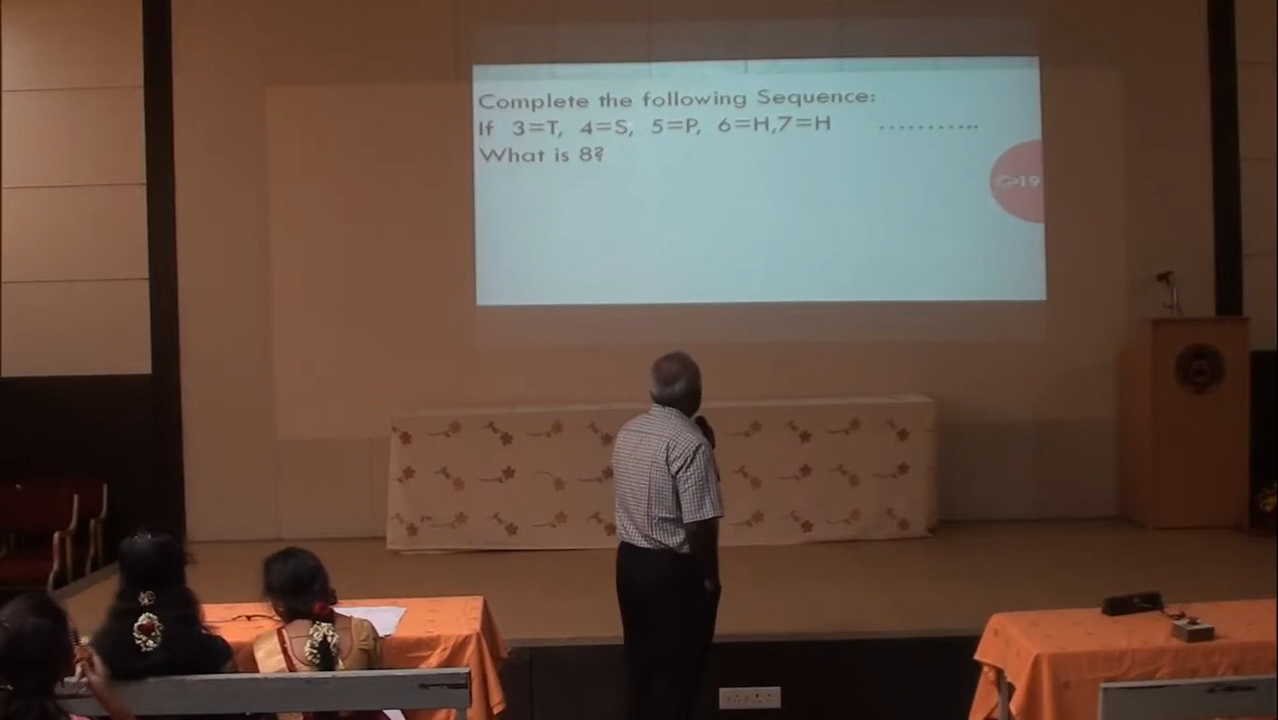 Complete the following Sequence:
If 3=T, 4=S, 5=P, 6=H,7=H ...........
What is 8?
19